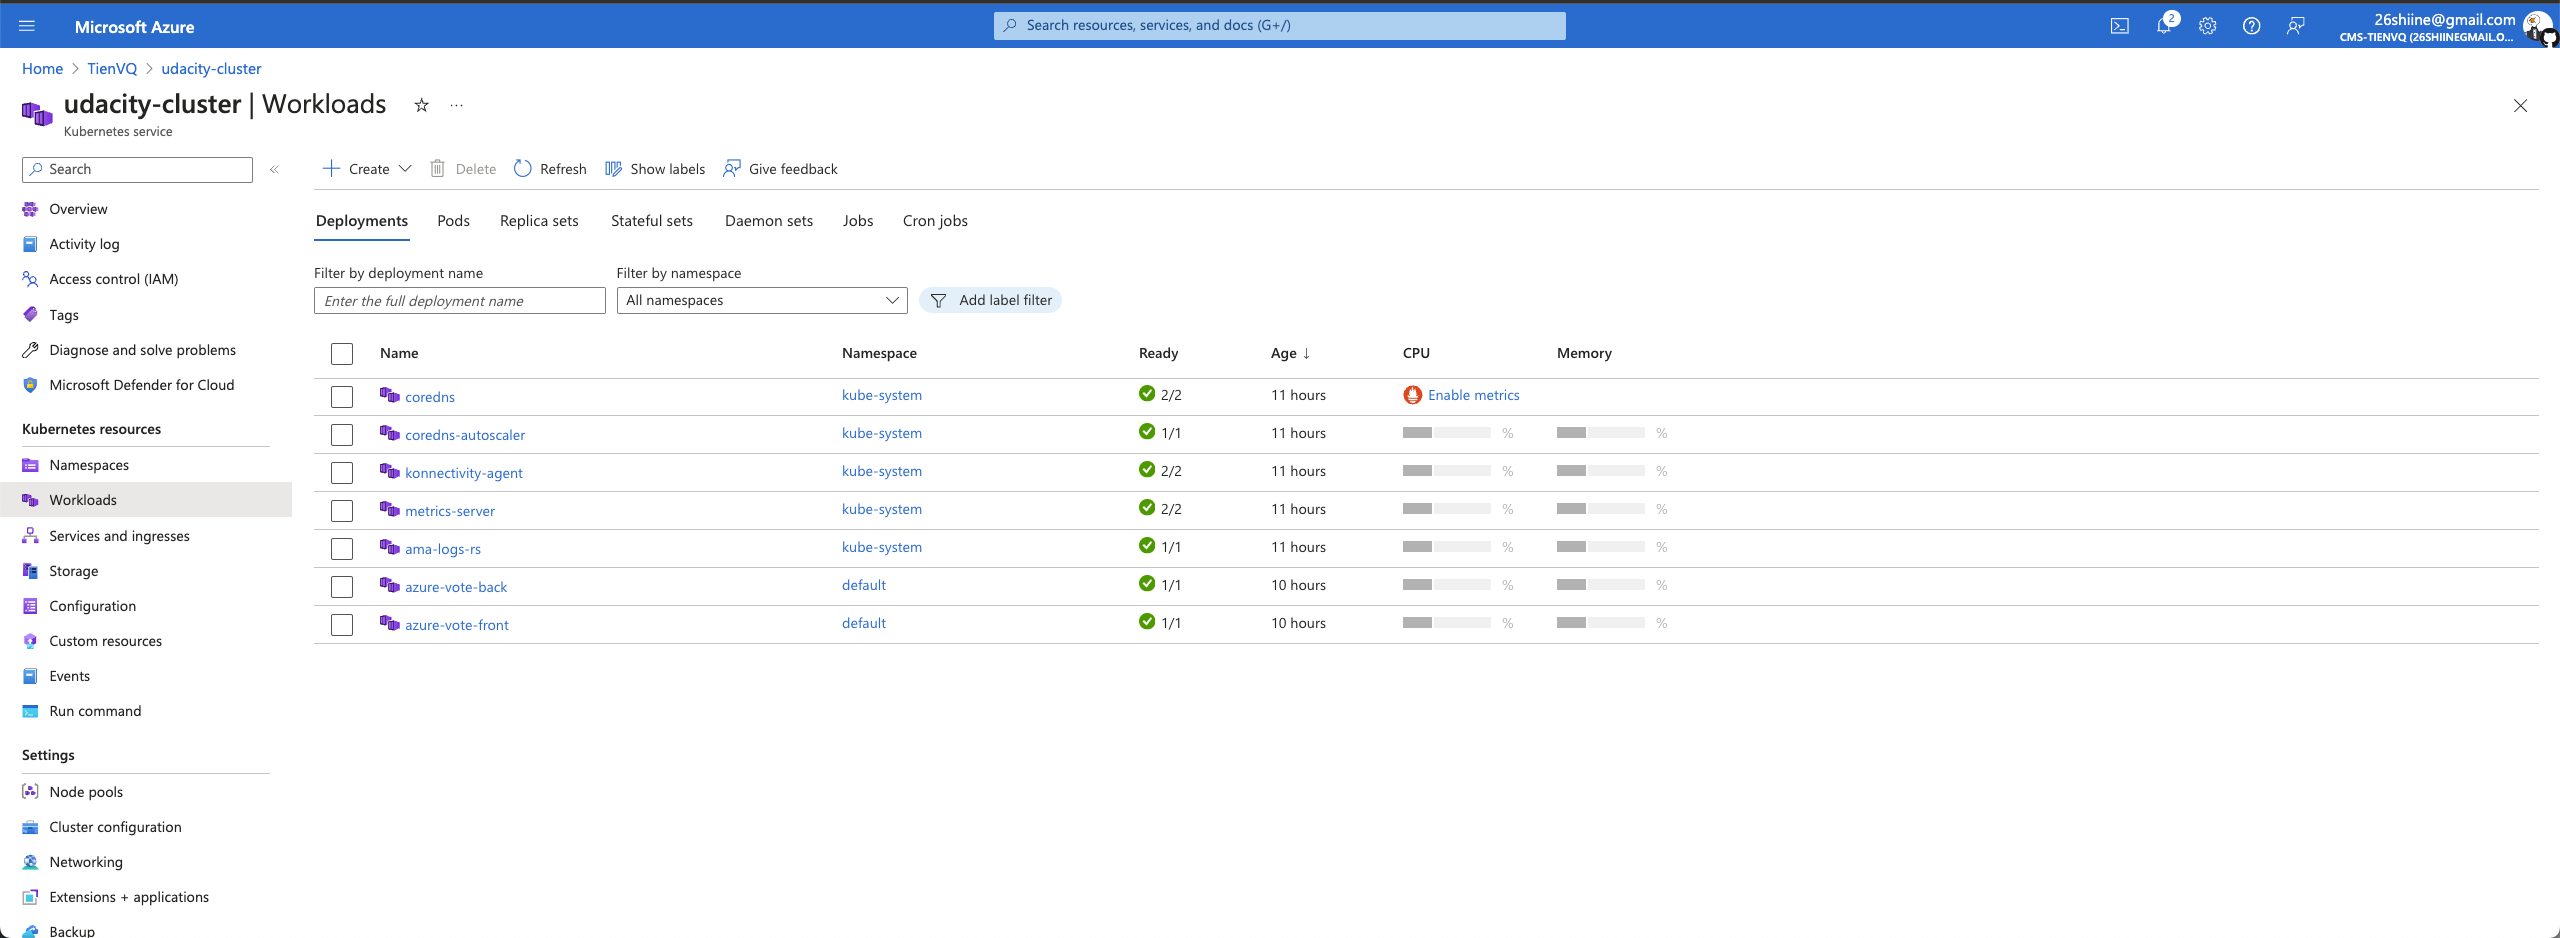 Microsoft Azure
Search resources, services, and docs (G+/)
2
26shiine@gmail.com
CMS-TIENVQ (26SHIINEGMAIL.O...
Home > TienVQ > udacity-cluster
udacity-cluster | Workloads
Kubernetes service
Search
Create
Delete
Refresh
Show labels
Give feedback
Overview
Activity log
Access control (IAM)
Tags
Diagnose and solve problems
Microsoft Defender for Cloud
Kubernetes resources
Namespaces
Workloads
Services and ingresses
Storage
Configuration
Custom resources
Events
Run command
Settings
Node pools
Cluster configuration
Networking
Extensions + applications
Backup
Deployments Pods Replica sets Stateful sets Daemon sets Jobs Cron jobs
Filter by deployment name
Enter the full deployment name
Filter by namespace
All namespaces
Add label filter
Name Namespace Ready Age ↓ CPU Memory
coredns kube-system 2/2 11 hours Enable metrics
coredns-autoscaler kube-system 1/1 11 hours % %
konnectivity-agent kube-system 2/2 11 hours % %
metrics-server kube-system 2/2 11 hours % %
ama-logs-rs kube-system 1/1 11 hours % %
azure-vote-back default 1/1 10 hours % %
azure-vote-front default 1/1 10 hours % %